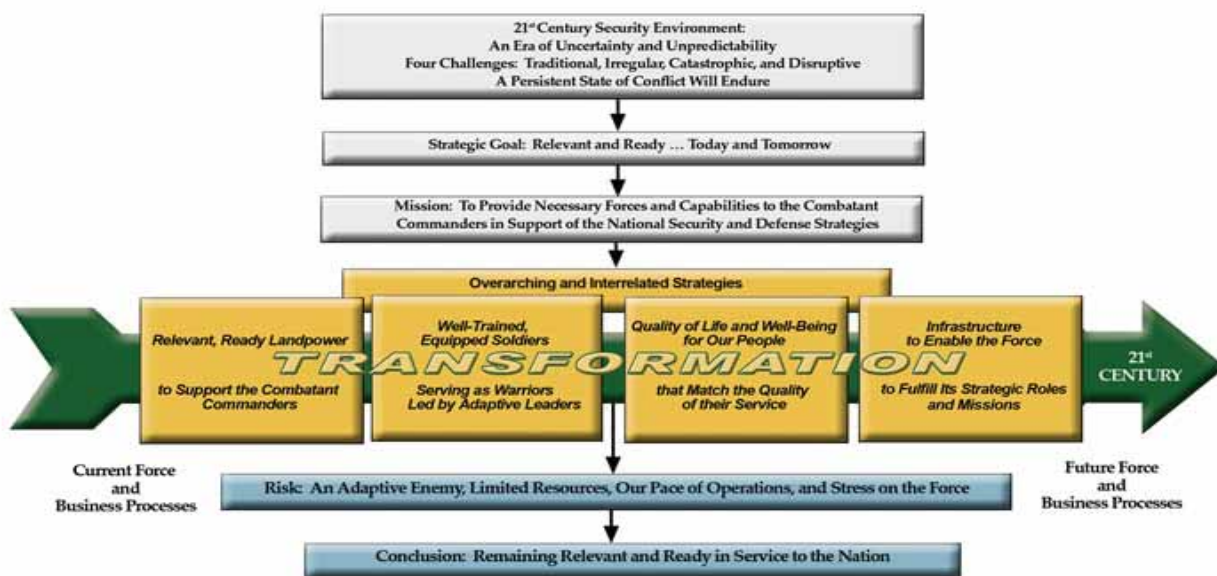 21st Century Security Environment:
An Era of Uncertainty and Unpredictability
Four Challenges: Traditional, Irregular, Catastrophic, and Disruptive
A Persistent State of Conflict Will Endure
Strategic Goal: Relevant and Ready ... Today and Tomorrow
Mission: To Provide Necessary Forces and Capabilities to the Combatant
Commanders in Support of the National Security and Defense Strategies
Overarching and Interrelated Strategies
Relevant, Ready Landpower
to Support the Combatant
Commanders
Well-Trained,
Equipped Soldiers
Serving as Warriors
Led by Adaptive Leaders
Quality of Life and Well-Being
for Our People
that Match the Quality
of their Service
Infrastructure
to Enable the Force
to Fulfill Its Strategic Roles
and Missions
TRANSFORMATION
21st
CENTURY
Current Force
and
Business Processes
Future Force
and
Business Processes
Risk: An Adaptive Enemy, Limited Resources, Our Pace of Operations, and Stress on the Force
Conclusion: Remaining Relevant and Ready in Service to the Nation